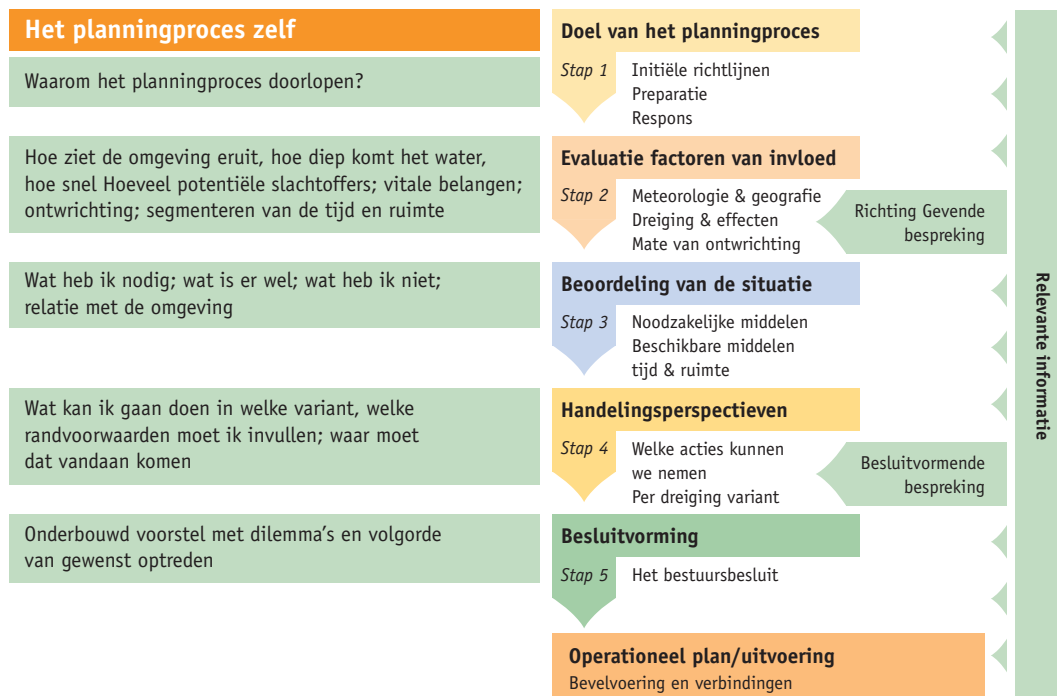 Het planningproces zelf
Doel van het planningproces
Waarom het planningproces doorlopen?
Stap 1
Initiële richtlijnen
Preparatie
Respons
Hoe ziet de omgeving eruit, hoe diep komt het water,
hoe snel Hoeveel potentiële slachtoffers; vitale belangen;
ontwrichting; segmenteren van de tijd en ruimte
Evaluatie factoren van invloed
Stap 2
Meteorologie & geografie
Dreiging & effecten
Mate van ontwrichting
Richting Gevende
bespreking
Wat heb ik nodig; wat is er wel; wat heb ik niet;
relatie met de omgeving
Beoordeling van de situatie
Stap 3
Noodzakelijke middelen
Beschikbare middelen
tijd & ruimte
Wat kan ik gaan doen in welke variant, welke
randvoorwaarden moet ik invullen; waar moet
dat vandaan komen
Handelingsperspectieven
Stap 4
Welke acties kunnen
we nemen
Per dreiging variant
Besluitvormende
bespreking
Onderbouwd voorstel met dilemma's en volgorde
van gewenst optreden
Besluitvorming
Stap 5
Het bestuursbesluit
Operationeel plan/uitvoering
Bevelvoering en verbindingen
Relevante informatie